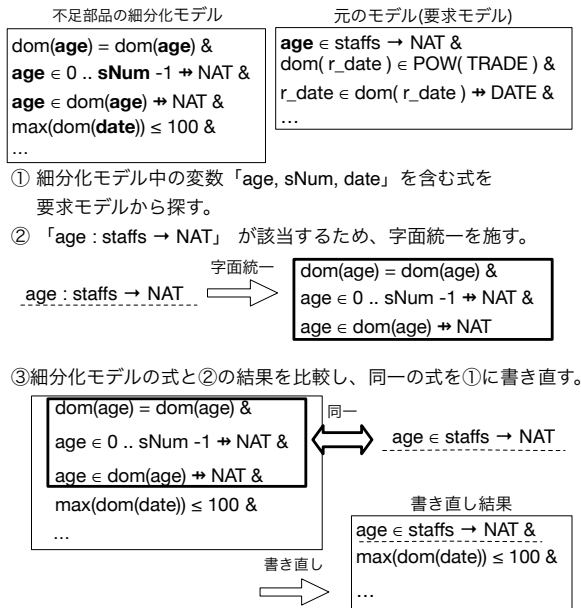 不足部品の細分化モデル
dom(age) = dom(age) &
age ∈ 0 .. sNum -1 ⇸ NAT &
age ∈ dom(age) ⇸ NAT &
max(dom(date)) ≤ 100 &
...
元のモデル(要求モデル)
age ∈ staffs → NAT &
dom( r_date ) ∈ POW( TRADE ) &
r_date ∈ dom( r_date ) ⇸ DATE &
...
① 細分化モデル中の変数「age, sNum, date」を含む式を
要求モデルから探す。
② 「age : staffs → NAT」 が該当するため、字面統一を施す。
age : staffs → NAT
字面統一
dom(age) = dom(age) &
age ∈ 0 .. sNum -1 ⇸ NAT &
age ∈ dom(age) ⇸ NAT
③細分化モデルの式と②の結果を比較し、同一の式を①に書き直す。
dom(age) = dom(age) &
age ∈ 0 .. sNum -1 ⇸ NAT &
age ∈ dom(age) ⇸ NAT &
max(dom(date)) ≤ 100 &
...
同一
age ∈ staffs → NAT
書き直し
書き直し結果
age ∈ staffs → NAT &
max(dom(date)) ≤ 100 &
...